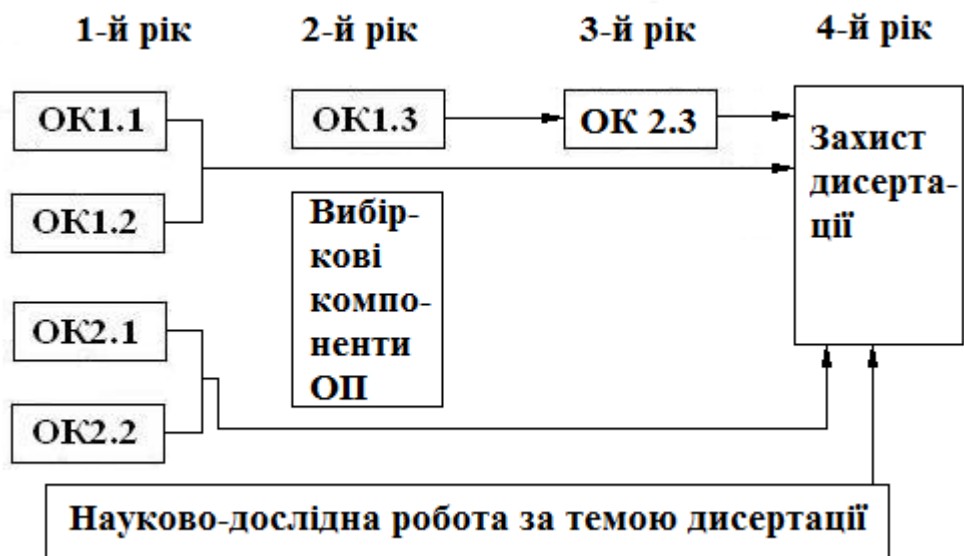 1-й рік 2-й рік 3-й рік 4-й рік
ОК1.1
ОК1.3
ОК 2.3
Захист
дисерта-
ції
ОК1.2
Вибір-
кові
компо-
ненти
ОП
ОК2.1
ОК2.2
Науково-дослідна робота за темою дисертації